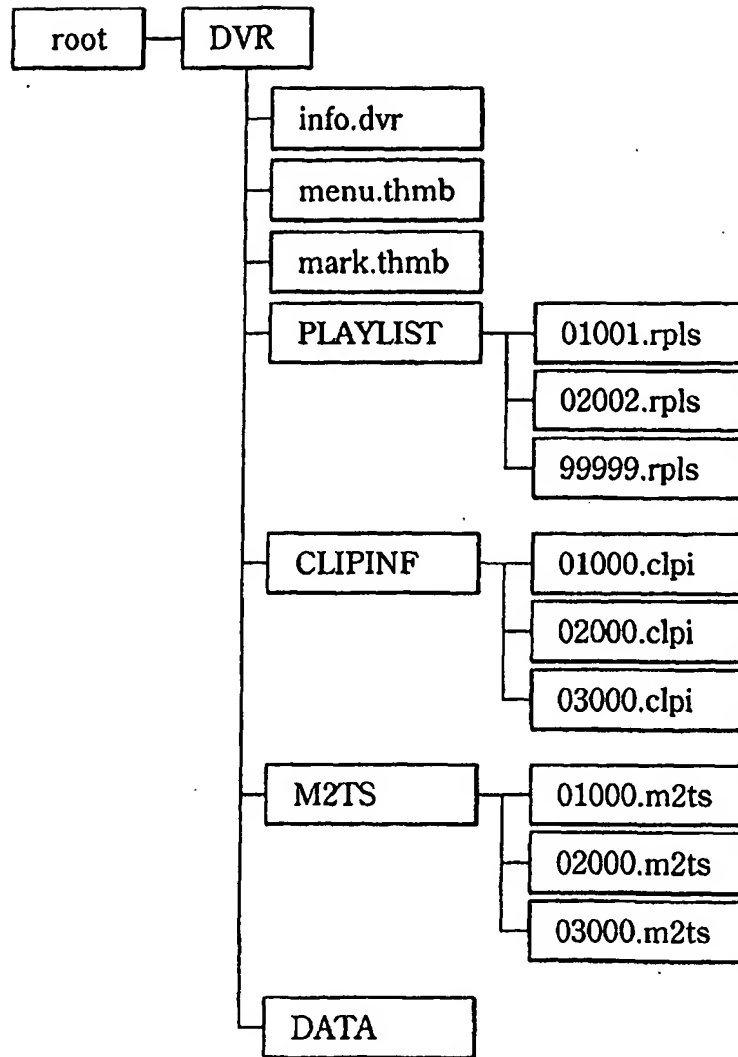 root DVR
info.dvr
menu.thmb
mark.thmb
PLAYLIST 01001.rpls
02002.rpls
99999.rpls
CLIPINF 01000.clpi
02000.clpi
03000.clpi
M2TS 01000.m2ts
02000.m2ts
03000.m2ts
DATA